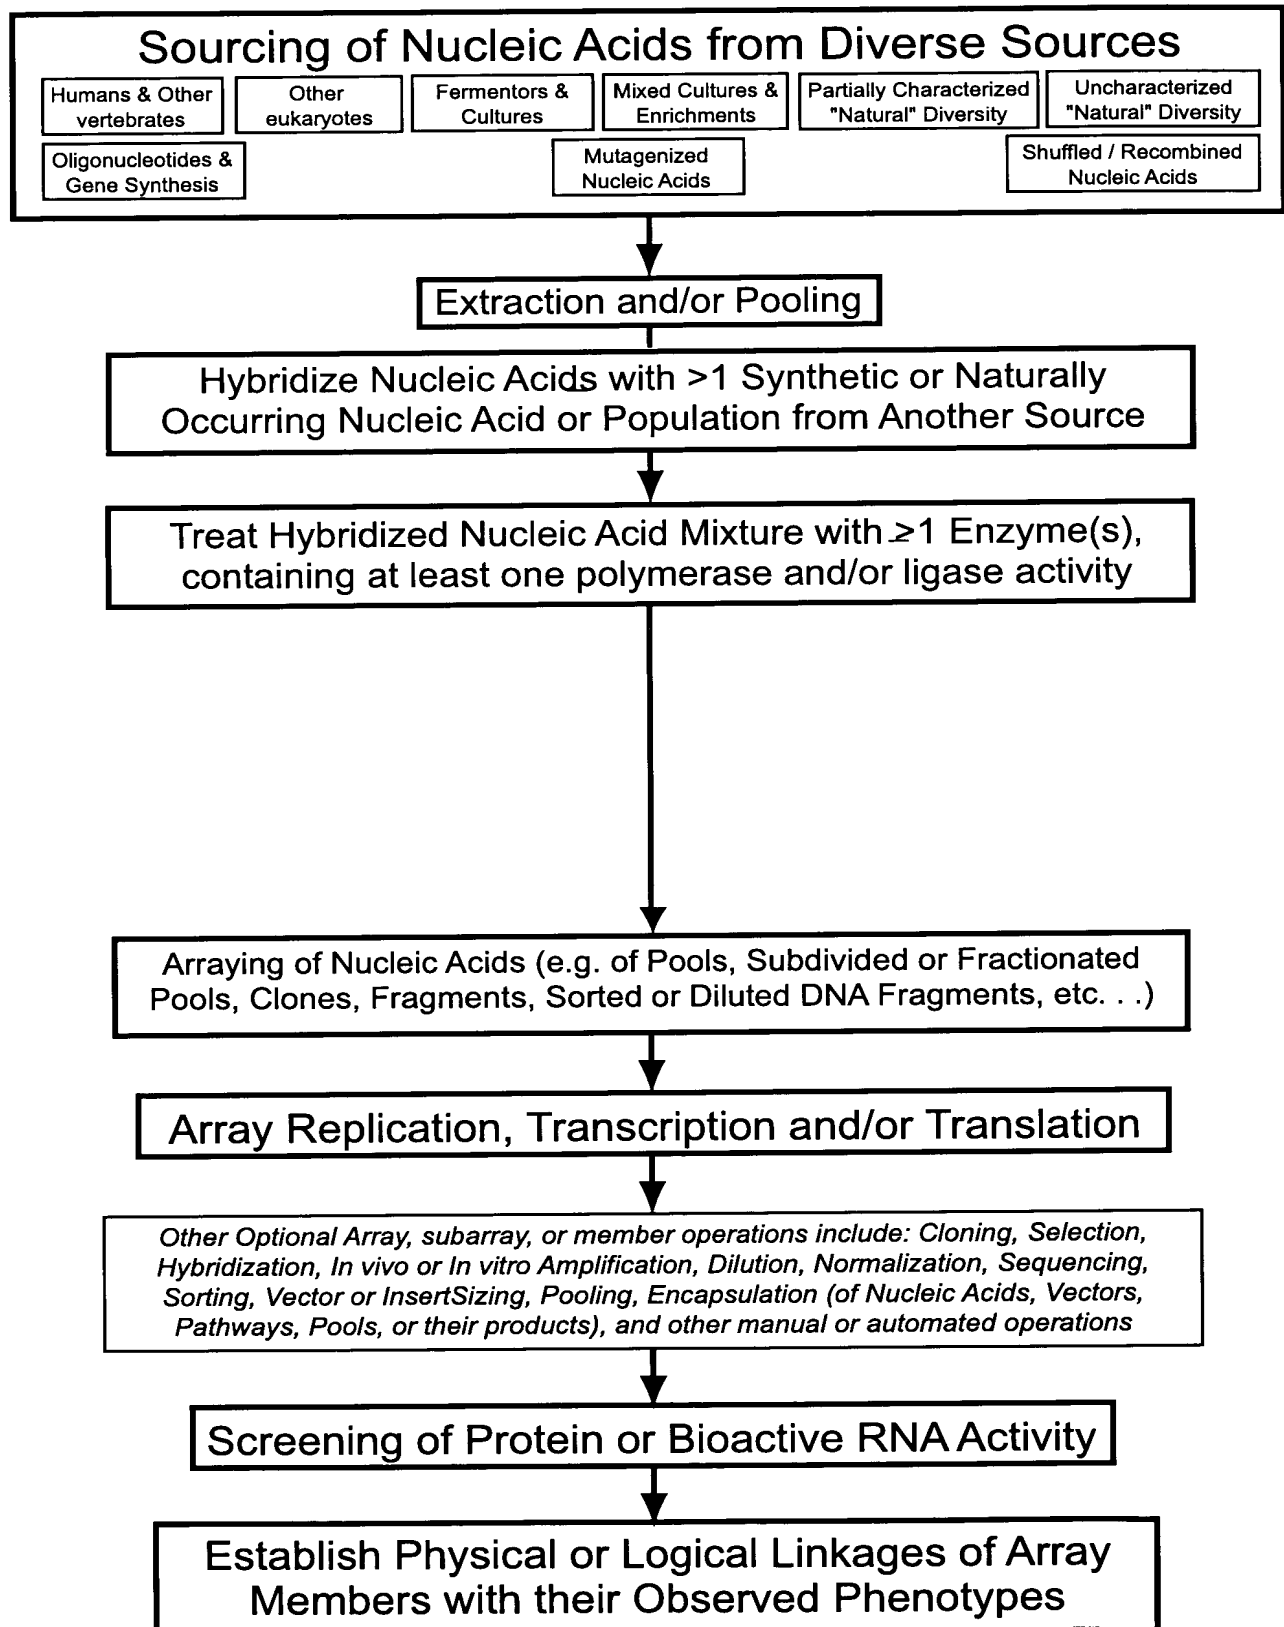 Sourcing of Nucleic Acids from Diverse Sources
Humans & Other
vertebrates
Other
eukaryotes
Fermentors &
Cultures
Mixed Cultures &
Enrichments
Partially Characterized
"Natural" Diversity
Uncharacterized
"Natural" Diversity
Oligonucleotides &
Gene Synthesis
Mutagenized
Nucleic Acids
Shuffled / Recombined
Nucleic Acids
Extraction and/or Pooling
Hybridize Nucleic Acids with >1 Synthetic or Naturally
Occurring Nucleic Acid or Population from Another Source
Treat Hybridized Nucleic Acid Mixture with ≥1 Enzyme(s),
containing at least one polymerase and/or ligase activity
Arraying of Nucleic Acids (e.g. of Pools, Subdivided or Fractionated
Pools, Clones, Fragments, Sorted or Diluted DNA Fragments, etc. . .)
Array Replication, Transcription and/or Translation
Other Optional Array, subarray, or member operations include: Cloning, Selection,
Hybridization, In vivo or In vitro Amplification, Dilution, Normalization, Sequencing,
Sorting, Vector or InsertSizing, Pooling, Encapsulation (of Nucleic Acids, Vectors,
Pathways, Pools, or their products), and other manual or automated operations
Screening of Protein or Bioactive RNA Activity
Establish Physical or Logical Linkages of Array
Members with their Observed Phenotypes